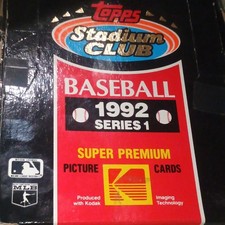 Topps
Stadium
CLUB
BASEBALL
1992
SERIES 1
SUPER PREMIUM
PICTURE CARDS
Produced with Kodak Imaging Technology